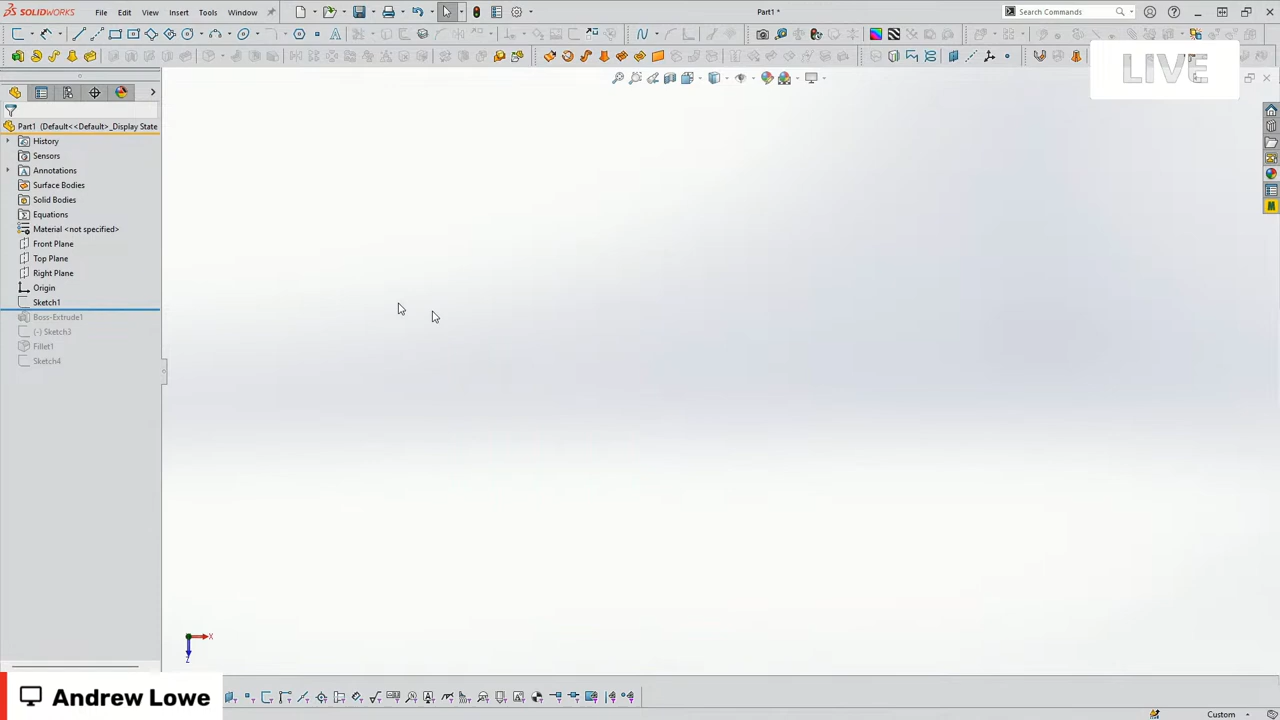 SOLIDWORKS
File
Edit
View
Insert
Tools
Window
Part1 *
Search Commands
LIVE
Part1 (Default<<Default>_Display State
History
Sensors
Annotations
Surface Bodies
Solid Bodies
Equations
Material <not specified>
Front Plane
Top Plane
Right Plane
Origin
Sketch1
Boss-Extrude1
(-) Sketch3
Fillet1
Sketch4
X
Z
Andrew Lowe
Custom